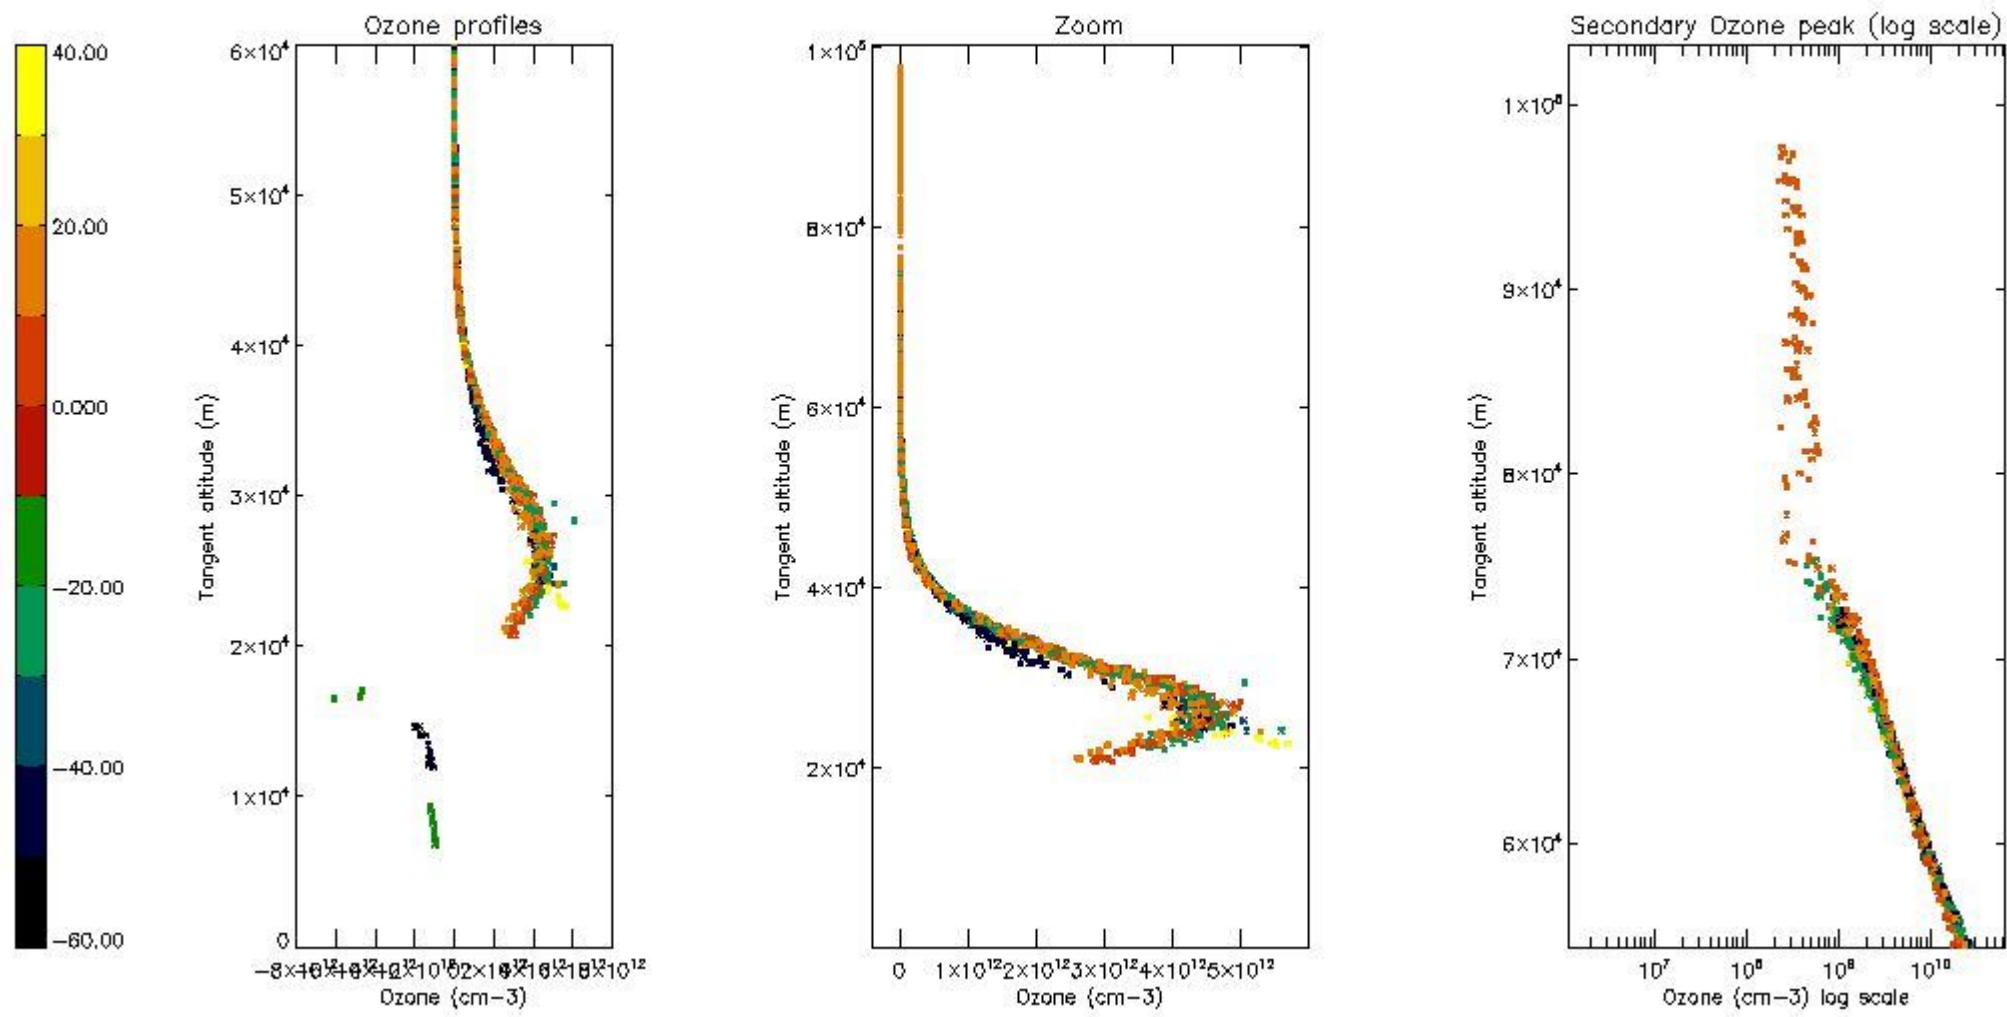 Ozone profiles
Zoom
Secondary Ozone peak (log scale)
40.00
20.00
0.000
−20.00
−40.00
−60.00
6×10⁴
5×10⁴
4×10⁴
3×10⁴
2×10⁴
1×10⁴
0
Tangent altitude (m)
Ozone (cm−3)
1×10⁵
8×10⁴
6×10⁴
4×10⁴
2×10⁴
Tangent altitude (m)
0 1×10¹² 2×10¹² 3×10¹² 4×10¹² 5×10¹²
Ozone (cm−3)
1×10⁵
9×10⁴
8×10⁴
7×10⁴
6×10⁴
Tangent altitude (m)
10⁷ 10⁸ 10⁹ 10¹⁰
Ozone (cm−3) log scale